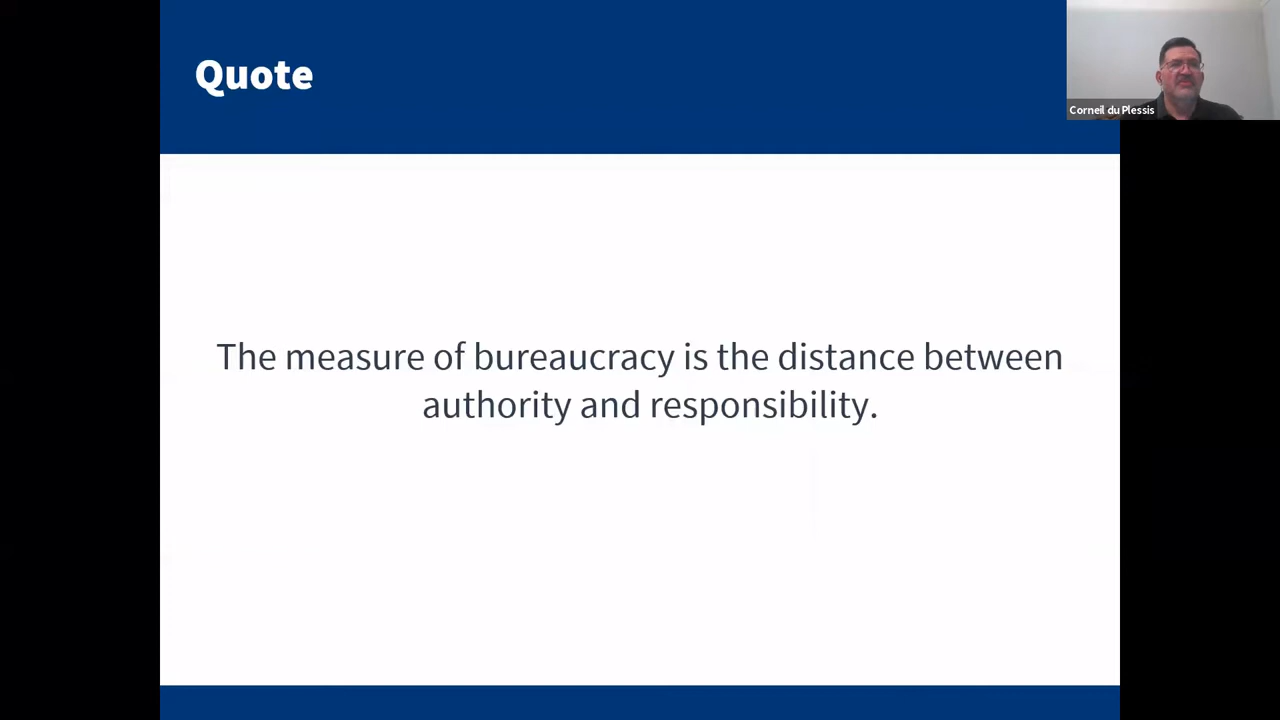 Quote
Corneil du Plessis
The measure of bureaucracy is the distance between
authority and responsibility.